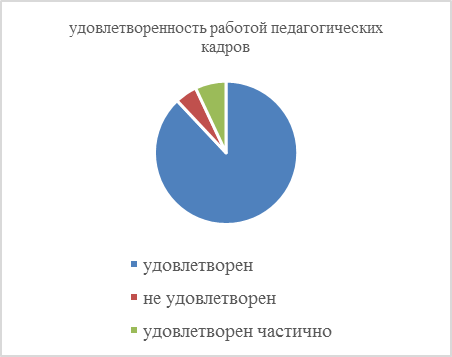 удовлетворенность работой педагогических
кадров
удовлетворен
не удовлетворен
удовлетворен частично